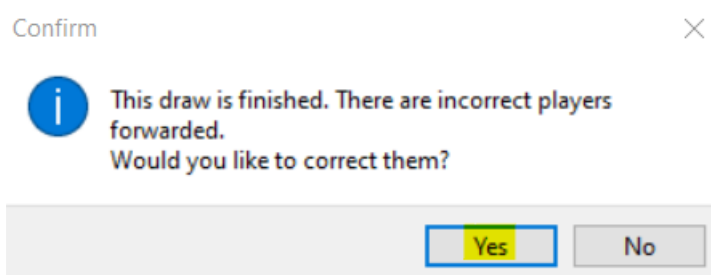 Confirm
This draw is finished. There are incorrect players
forwarded.
Would you like to correct them?
Yes No